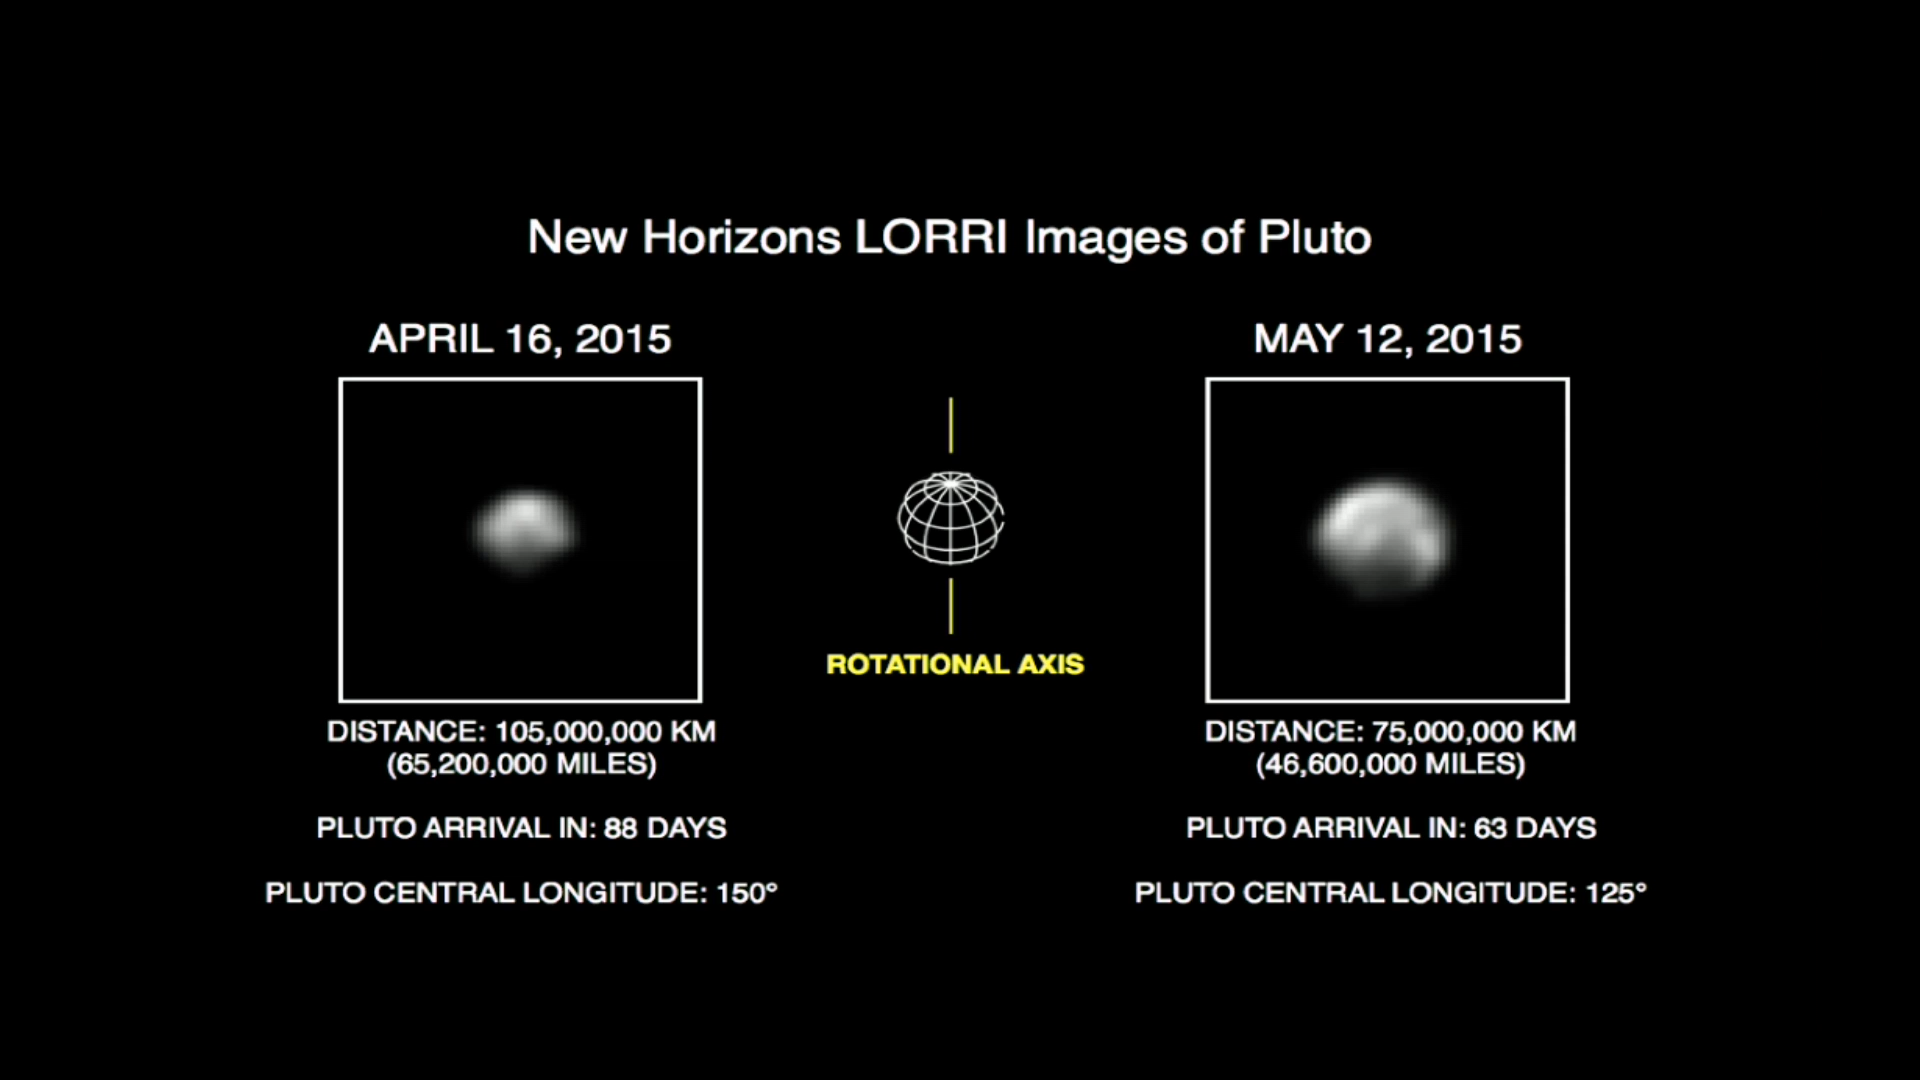 New Horizons LORRI Images of Pluto
APRIL 16, 2015
DISTANCE: 105,000,000 KM
(65,200,000 MILES)
PLUTO ARRIVAL IN: 88 DAYS
PLUTO CENTRAL LONGITUDE: 150°
ROTATIONAL AXIS
MAY 12, 2015
DISTANCE: 75,000,000 KM
(46,600,000 MILES)
PLUTO ARRIVAL IN: 63 DAYS
PLUTO CENTRAL LONGITUDE: 125°